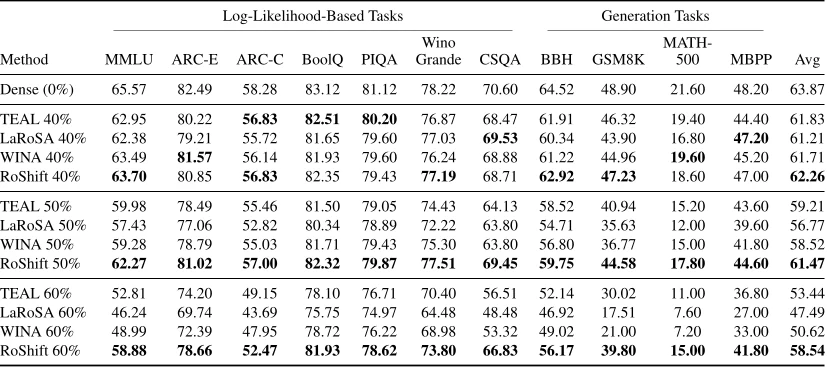 Log-Likelihood-Based Tasks Generation Tasks
Method MMLU ARC-E ARC-C BoolQ PIQA Wino Grande CSQA BBH GSM8K MATH-500 MBPP Avg
Dense (0%) 65.57 82.49 58.28 83.12 81.12 78.22 70.60 64.52 48.90 21.60 48.20 63.87
TEAL 40% 62.95 80.22 56.83 82.51 80.20 76.87 68.47 61.91 46.32 19.40 44.40 61.83
LaRoSA 40% 62.38 79.21 55.72 81.65 79.60 77.03 69.53 60.34 43.90 16.80 47.20 61.21
WINA 40% 63.49 81.57 56.14 81.93 79.60 76.24 68.88 61.22 44.96 19.60 45.20 61.71
RoShift 40% 63.70 80.85 56.83 82.35 79.43 77.19 68.71 62.92 47.23 18.60 47.00 62.26
TEAL 50% 59.98 78.49 55.46 81.50 79.05 74.43 64.13 58.52 40.94 15.20 43.60 59.21
LaRoSA 50% 57.43 77.06 52.82 80.34 78.89 72.22 63.80 54.71 35.63 12.00 39.60 56.77
WINA 50% 59.28 78.79 55.03 81.71 79.43 75.30 63.80 56.80 36.77 15.00 41.80 58.52
RoShift 50% 62.27 81.02 57.00 82.32 79.87 77.51 69.45 59.75 44.58 17.80 44.60 61.47
TEAL 60% 52.81 74.20 49.15 78.10 76.71 70.40 56.51 52.14 30.02 11.00 36.80 53.44
LaRoSA 60% 46.24 69.74 43.69 75.75 74.97 64.48 48.48 46.92 17.51 7.60 27.00 47.49
WINA 60% 48.99 72.39 47.95 78.72 76.22 68.98 53.32 49.02 21.00 7.20 33.00 50.62
RoShift 60% 58.88 78.66 52.47 81.93 78.62 73.80 66.83 56.17 39.80 15.00 41.80 58.54